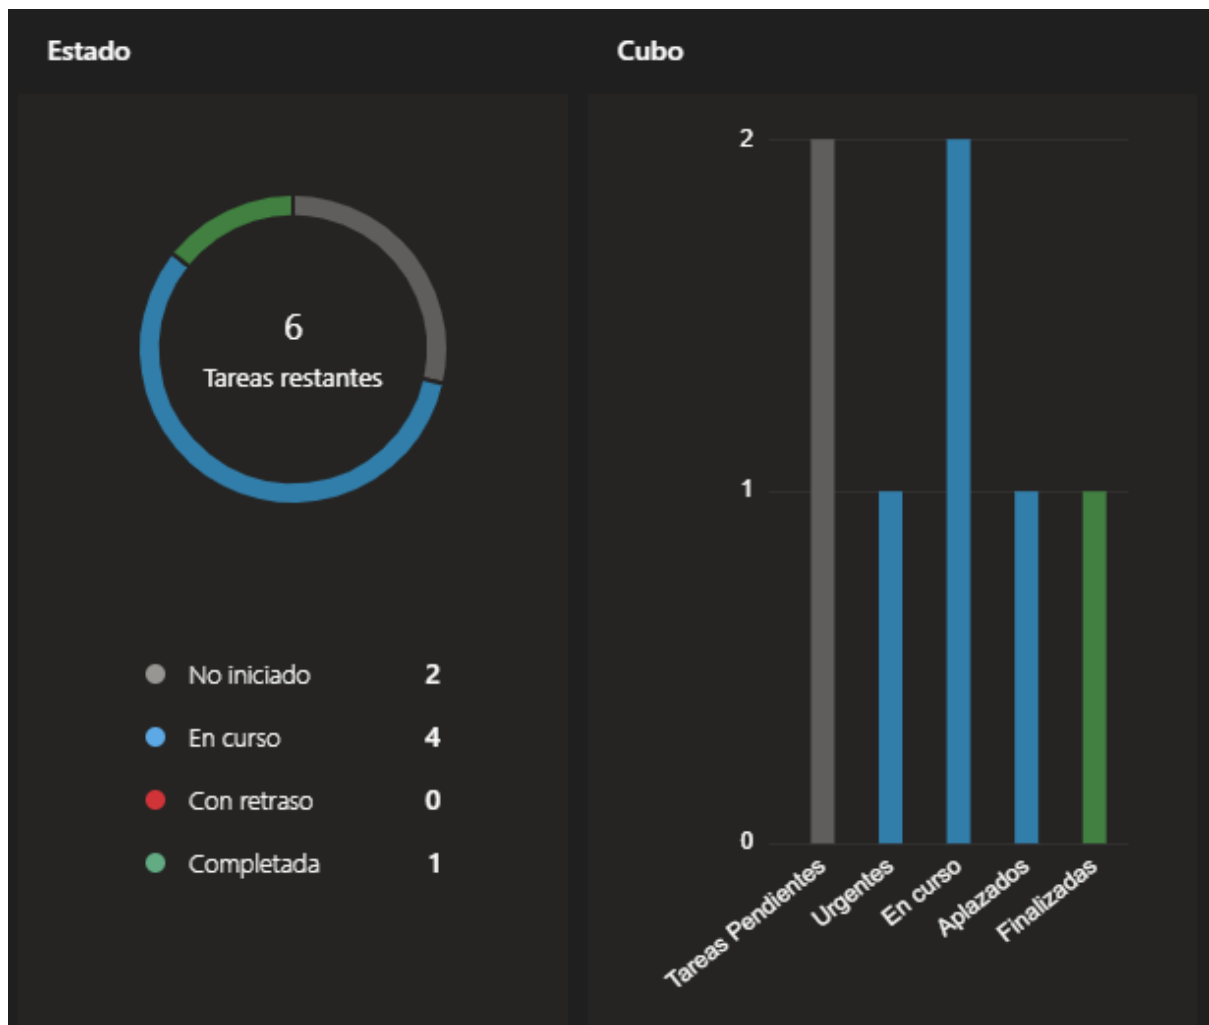 Estado
6
Tareas restantes
No iniciado 2
En curso 4
Con retraso 0
Completada 1
Cubo
2
1
0
Tareas Pendientes
Urgentes
En curso
Aplazados
Finalizadas